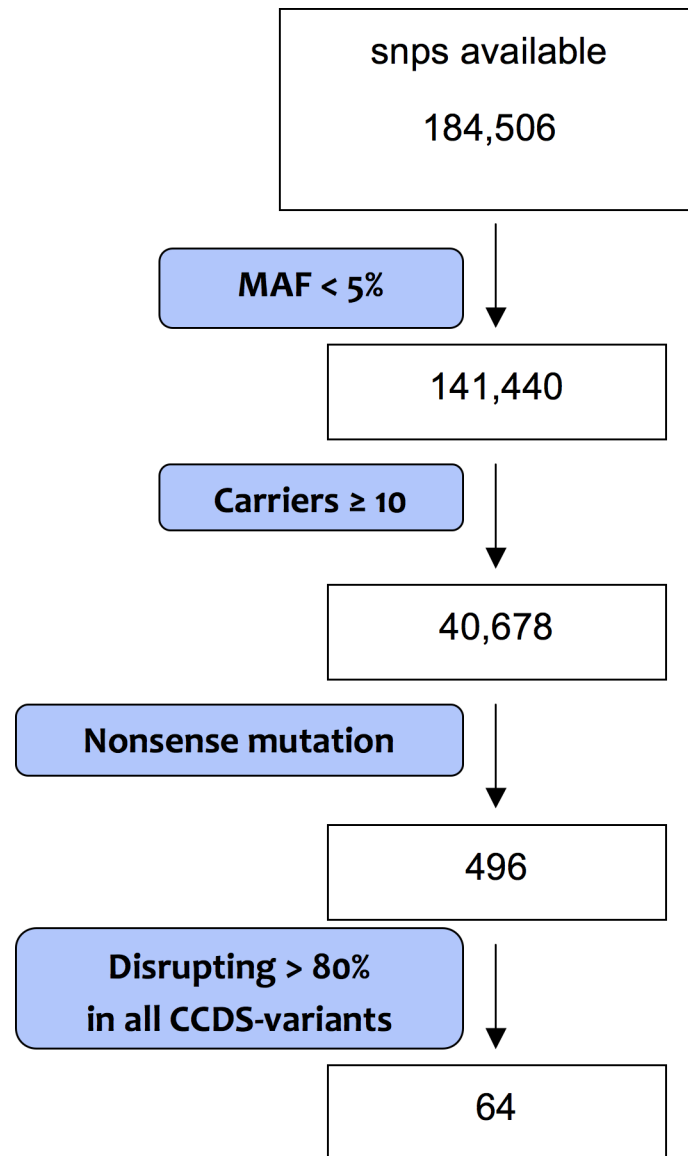 snps available
184,506
MAF < 5%
141,440
Carriers ≥ 10
40,678
Nonsense mutation
496
Disrupting > 80%
in all CCDS-variants
64